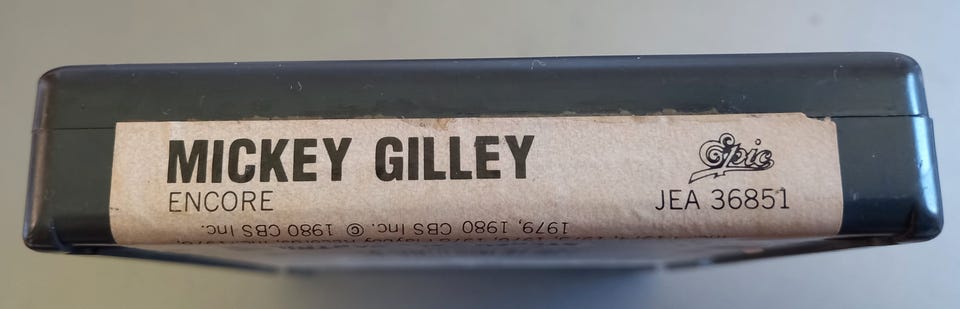 MICKEY GILLEY
Epic
ENCORE
JEA 36851
1979, 1980 CBS Inc. © 1980 CBS Inc.